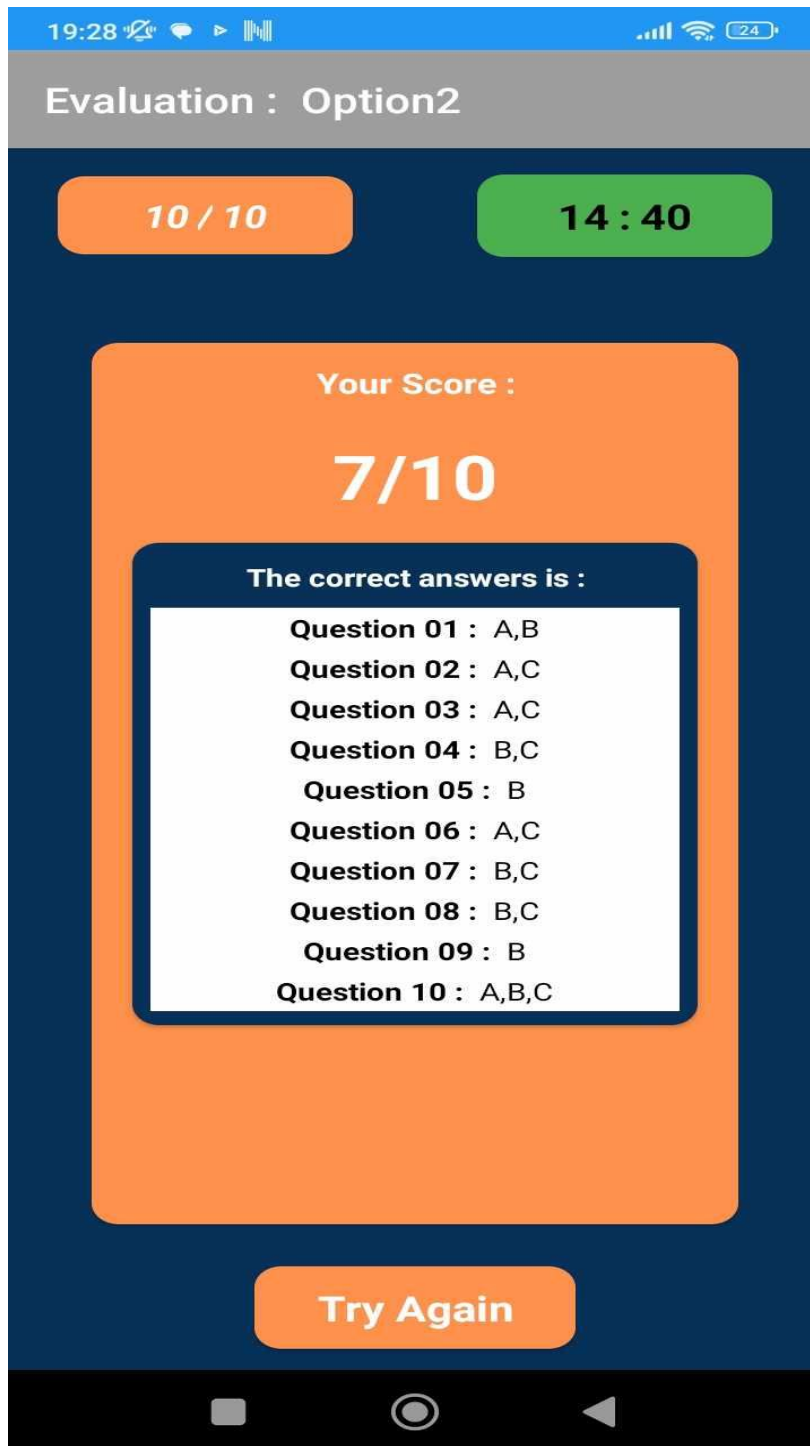 19:28 24
Evaluation : Option2
10 / 10 14 : 40
Your Score :
7/10
The correct answers is :
Question 01 : A,B
Question 02 : A,C
Question 03 : A,C
Question 04 : B,C
Question 05 : B
Question 06 : A,C
Question 07 : B,C
Question 08 : B,C
Question 09 : B
Question 10 : A,B,C
Try Again